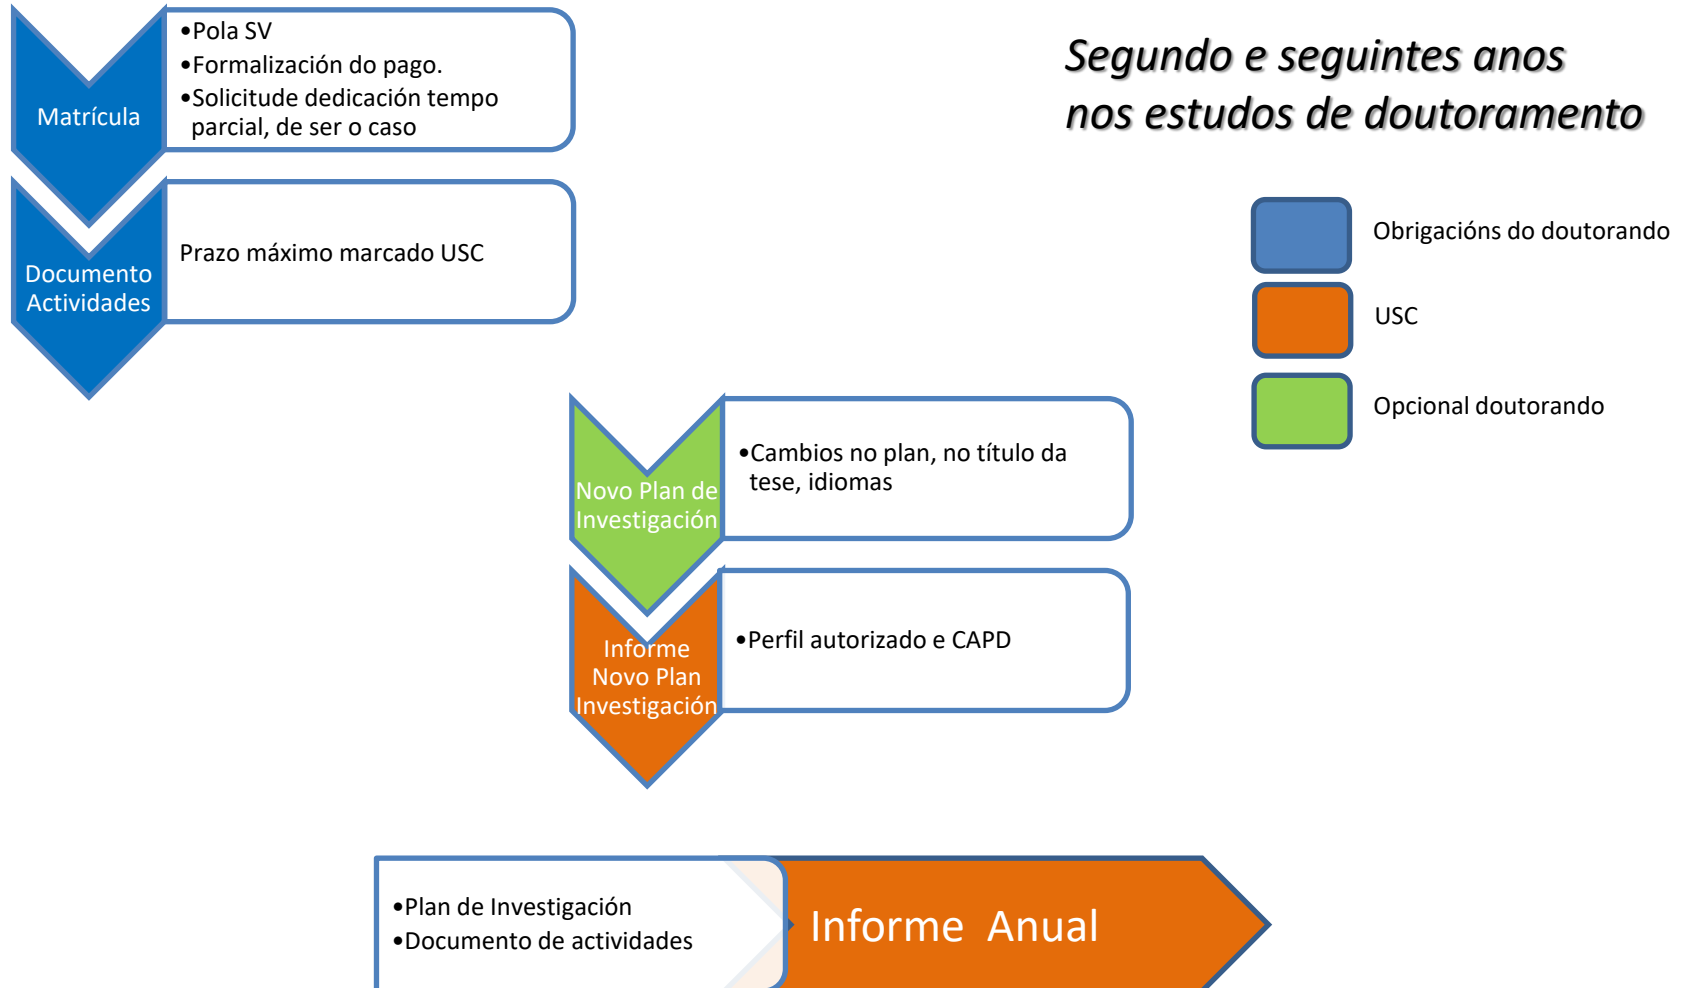 Segundo e seguintes anos
nos estudos de doutoramento
Matrícula
•Pola SV
•Formalización do pago.
•Solicitude dedicación tempo
parcial, de ser o caso
Documento
Actividades
Prazo máximo marcado USC
Obrigacións do doutorando
USC
Opcional doutorando
Novo Plan de
Investigación
•Cambios no plan, no título da
tese, idiomas
Informe
Novo Plan
Investigación
•Perfil autorizado e CAPD
•Plan de Investigación
•Documento de actividades
Informe Anual